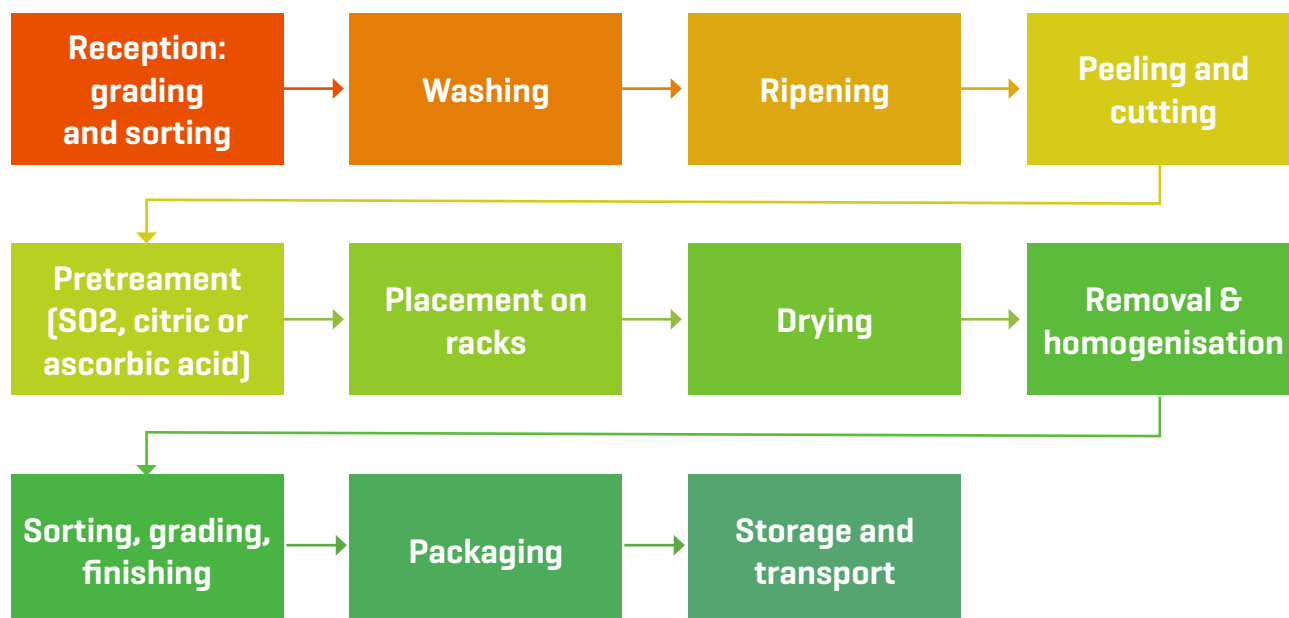 Reception:
grading
and sorting
Washing
Ripening
Peeling and
cutting
Pretreament
(SO2, citric or
ascorbic acid)
Placement on
racks
Drying
Removal &
homogenisation
Sorting, grading,
finishing
Packaging
Storage and
transport